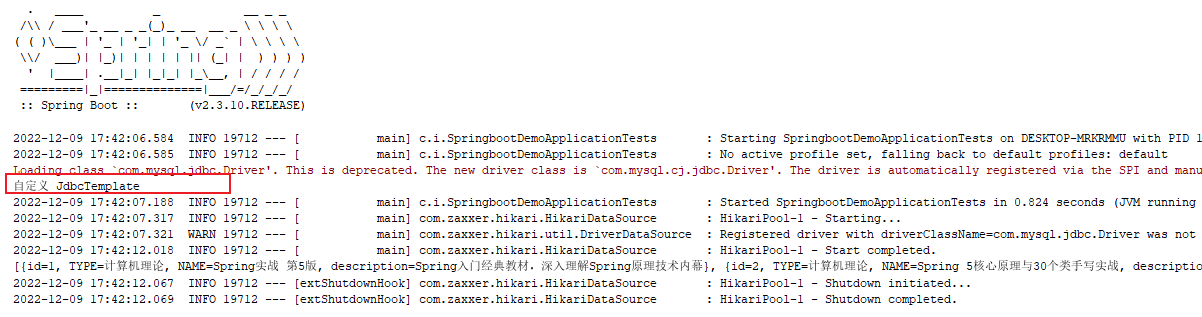 .   ____          _            __ _ _
 /\\ / ___'_ __ _ _(_)_ __  __ _ \ \ \ \
( ( )\___ | '_ | '_| | '_ \/ _` | \ \ \ \
 \\/  ___)| |_)| | | | | || (_| |  ) ) ) )
  '  |____| .__|_| |_|_| |_\__, | / / / /
 =========|_|==============|___/=/_/_/_/
 :: Spring Boot ::       (v2.3.10.RELEASE)
2022-12-09 17:42:06.584  INFO 19712 --- [           main] c.i.SpringbootDemoApplicationTests       : Starting SpringbootDemoApplicationTests on DESKTOP-MRKRMMU with PID 1
2022-12-09 17:42:06.585  INFO 19712 --- [           main] c.i.SpringbootDemoApplicationTests       : No active profile set, falling back to default profiles: default
Loading class `com.mysql.jdbc.Driver'. This is deprecated. The new driver class is `com.mysql.cj.jdbc.Driver'. The driver is automatically registered via the SPI and manu
自定义 JdbcTemplate
2022-12-09 17:42:07.188  INFO 19712 --- [           main] c.i.SpringbootDemoApplicationTests       : Started SpringbootDemoApplicationTests in 0.824 seconds (JVM running
2022-12-09 17:42:07.317  INFO 19712 --- [           main] com.zaxxer.hikari.HikariDataSource       : HikariPool-1 - Starting...
2022-12-09 17:42:07.321  WARN 19712 --- [           main] com.zaxxer.hikari.util.DriverDataSource  : Registered driver with driverClassName=com.mysql.jdbc.Driver was not
2022-12-09 17:42:12.018  INFO 19712 --- [           main] com.zaxxer.hikari.HikariDataSource       : HikariPool-1 - Start completed.
[{id=1, TYPE=计算机理论, NAME=Spring实战 第5版, description=Spring入门经典教材，深入理解Spring原理技术内幕}, {id=2, TYPE=计算机理论, NAME=Spring 5核心原理与30个类手写实战, descriptio
2022-12-09 17:42:12.067  INFO 19712 --- [extShutdownHook] com.zaxxer.hikari.HikariDataSource       : HikariPool-1 - Shutdown initiated...
2022-12-09 17:42:12.069  INFO 19712 --- [extShutdownHook] com.zaxxer.hikari.HikariDataSource       : HikariPool-1 - Shutdown completed.